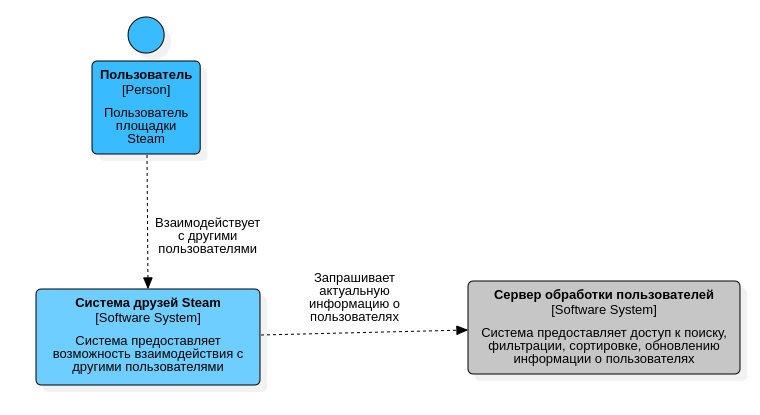 Пользователь
[Person]
Пользователь
площадки
Steam
Взаимодействует
с другими
пользователями
Система друзей Steam
[Software System]
Система предоставляет
возможность взаимодействия с
другими пользователями
Запрашивает
актуальную
информацию о
пользователях
Сервер обработки пользователей
[Software System]
Система предоставляет доступ к поиску,
фильтрации, сортировке, обновлению
информации о пользователях